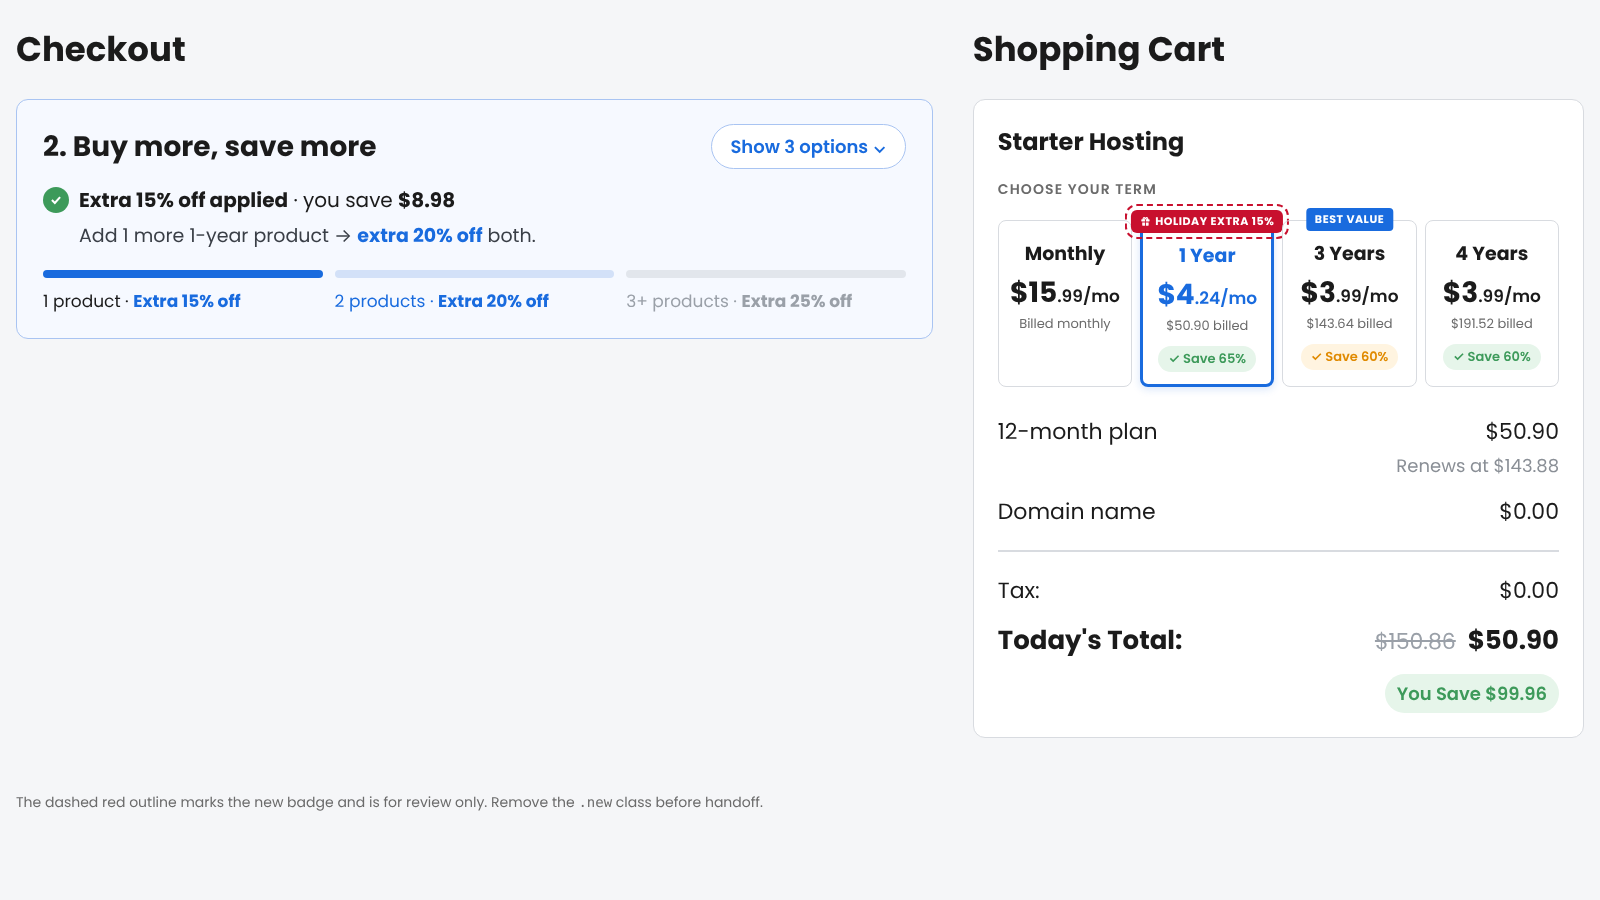 Checkout
2. Buy more, save more
Show 3 options
Extra 15% off applied · you save $8.98
Add 1 more 1-year product → extra 20% off both.
1 product · Extra 15% off
2 products · Extra 20% off
3+ products · Extra 25% off
Shopping Cart
Starter Hosting
CHOOSE YOUR TERM
Monthly
$15.99/mo
Billed monthly
HOLIDAY EXTRA 15%
1 Year
$4.24/mo
$50.90 billed
✓ Save 65%
BEST VALUE
3 Years
$3.99/mo
$143.64 billed
✓ Save 60%
4 Years
$3.99/mo
$191.52 billed
✓ Save 60%
12-month plan $50.90
Renews at $143.88
Domain name $0.00
Tax: $0.00
Today's Total: $150.86 $50.90
You Save $99.96
The dashed red outline marks the new badge and is for review only. Remove the .new class before handoff.